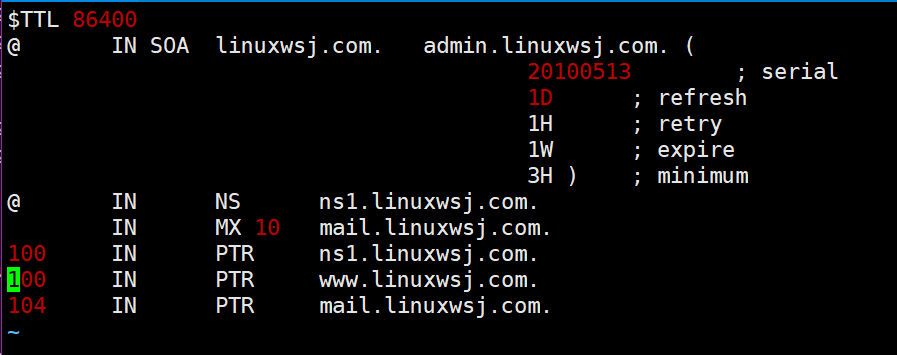 $TTL 86400
@ IN SOA linuxwsj.com. admin.linuxwsj.com. (
20100513 ; serial
1D ; refresh
1H ; retry
1W ; expire
3H ) ; minimum
@ IN NS ns1.linuxwsj.com.
IN MX 10 mail.linuxwsj.com.
100 IN PTR ns1.linuxwsj.com.
100 IN PTR www.linuxwsj.com.
104 IN PTR mail.linuxwsj.com.
~